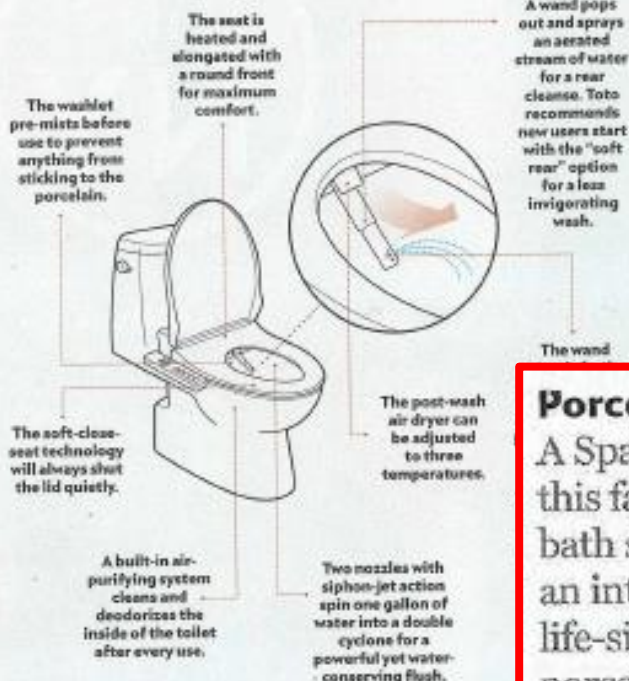 The seat is
heated and
elongated with
a round front
for maximum
comfort.
A wand pops
out and sprays
an aerated
stream of water
for a rear
cleanse. Toto
recommends
new users start
with the "soft
rear" option
for a less
invigorating
wash.
The washlet
pre-mists before
use to prevent
anything from
sticking to the
porcelain.
The wand
The post-wash
air dryer can
be adjusted
to three
temperatures.
The soft-close-
seat technology
will always shut
the lid quietly.
A built-in air-
purifying system
cleans and
deodorizes the
inside of the toilet
after every use.
Two nozzles with
siphon-jet action
spin one gallon of
water into a double
cyclone for a
powerful yet water-
conserving flush.
Porce
A Spa
this fa
bath s
an int
life-si